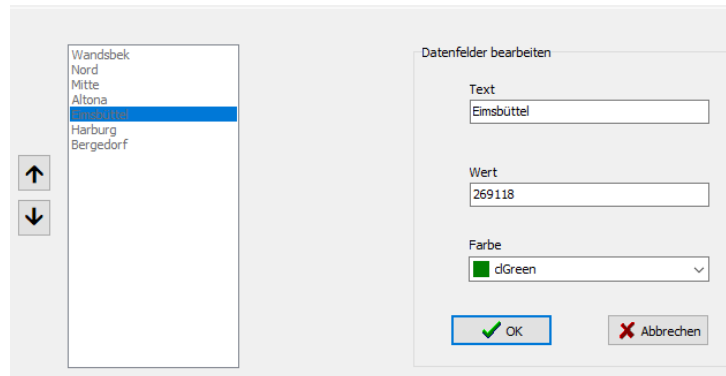 Wandsbek
Nord
Mitte
Altona
Eimsbüttel
Harburg
Bergedorf
Datenfelder bearbeiten
Text
Eimsbüttel
Wert
269118
Farbe
clGreen
OK
Abbrechen